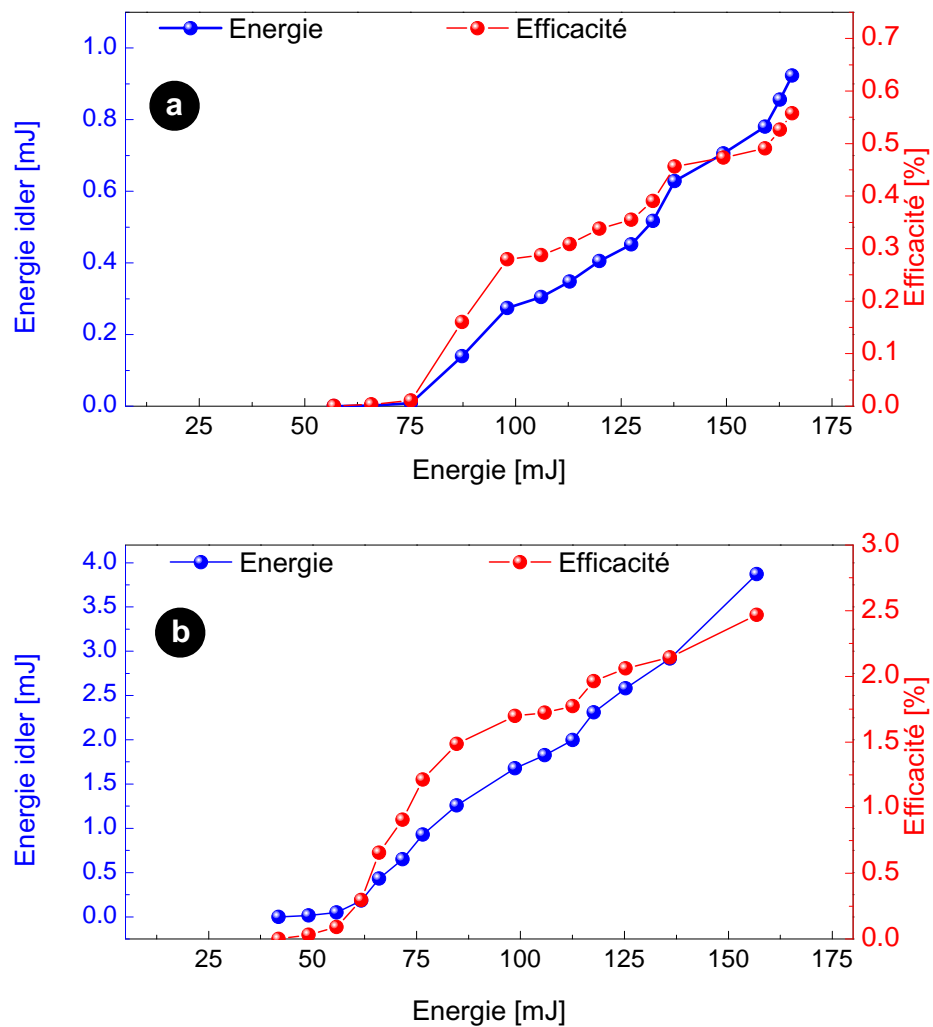 Energie Efficacité
a
1.0
0.8
0.6
0.4
0.2
0.0
Energie idler [mJ]
0.7
0.6
0.5
0.4
0.3
0.2
0.1
0.0
Efficacité [%]
25 50 75 100 125 150 175
Energie [mJ]
Energie Efficacité
b
4.0
3.5
3.0
2.5
2.0
1.5
1.0
0.5
0.0
Energie idler [mJ]
3.0
2.5
2.0
1.5
1.0
0.5
0.0
Efficacité [%]
25 50 75 100 125 150 175
Energie [mJ]